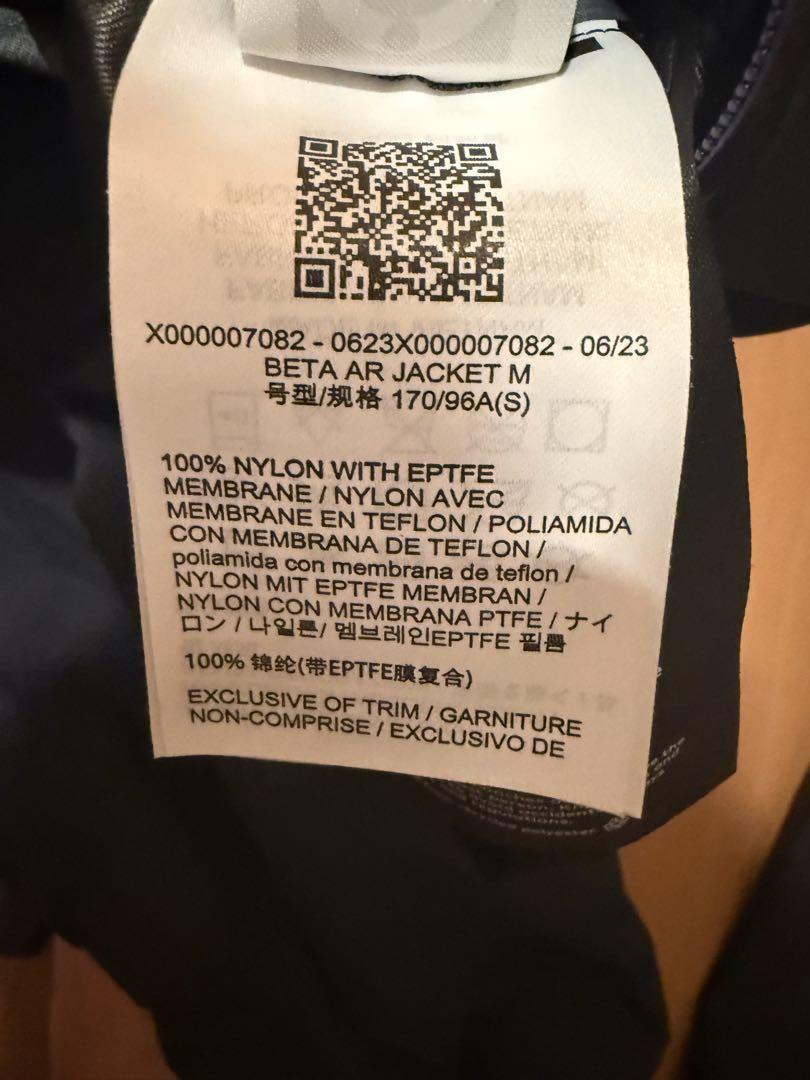 X000007082 - 0623X000007082 - 06/23
BETA AR JACKET M
号型/规格 170/96A(S)
100% NYLON WITH EPTFE
MEMBRANE / NYLON AVEC
MEMBRANE EN TEFLON / POLIAMIDA
CON MEMBRANA DE TEFLON /
poliamida con membrana de teflon /
NYLON MIT EPTFE MEMBRAN /
NYLON CON MEMBRANA PTFE / ナイ
ロン / 나일론/ 멤브레인EPTFE 필름
100% 锦纶(带EPTFE膜复合)
EXCLUSIVE OF TRIM / GARNITURE
NON-COMPRISE / EXCLUSIVO DE